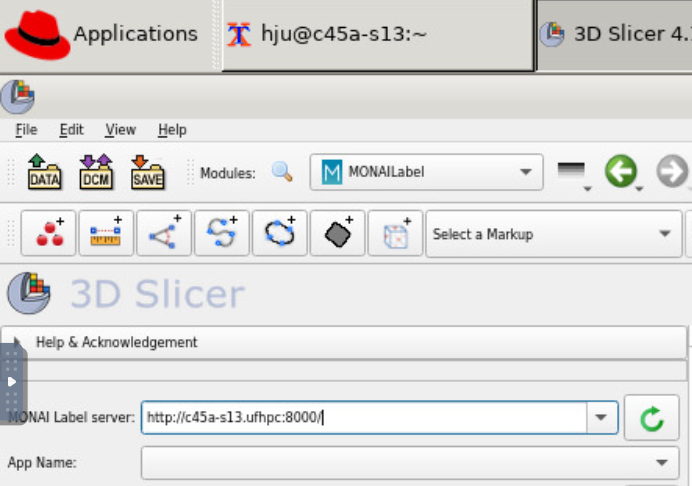 Applications hju@c45a-s13:~ 3D Slicer 4.
File Edit View Help
DATA DCM SAVE Modules: M MONAILabel
Select a Markup
3D Slicer
Help & Acknowledgement
MONAI Label server: http://c45a-s13.ufhpc:8000/
App Name: